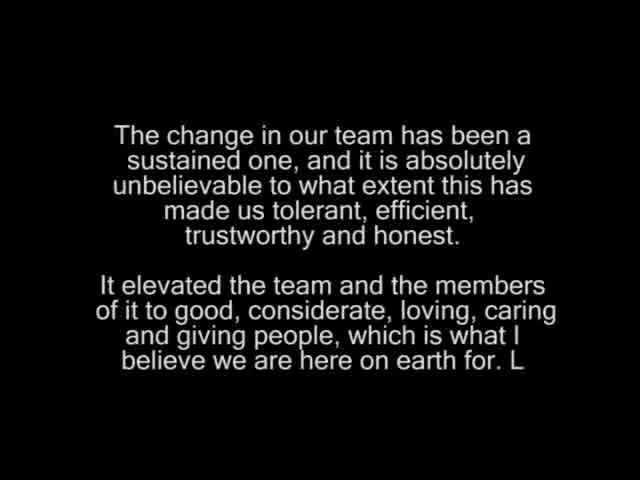 The change in our team has been a
sustained one, and it is absolutely
unbelievable to what extent this has
made us tolerant, efficient,
trustworthy and honest.
It elevated the team and the members
of it to good, considerate, loving, caring
and giving people, which is what I
believe we are here on earth for. L